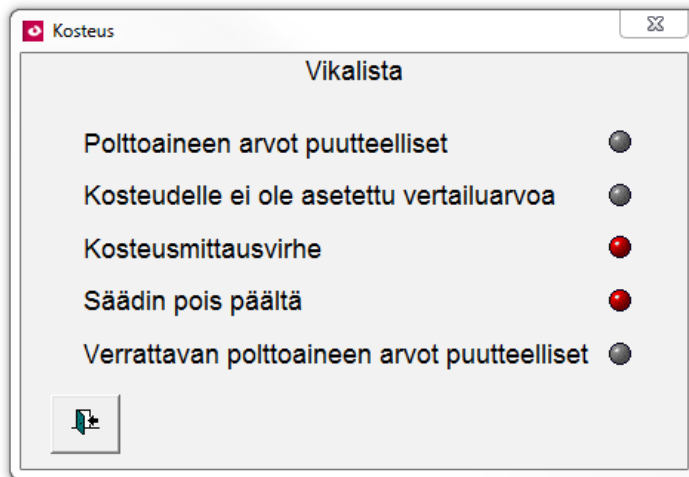 Kosteus
Vikalista
Polttoaineen arvot puutteelliset
Kosteudelle ei ole asetettu vertailuarvoa
Kosteusmittausvirhe
Säädin pois päältä
Verrattavan polttoaineen arvot puutteelliset